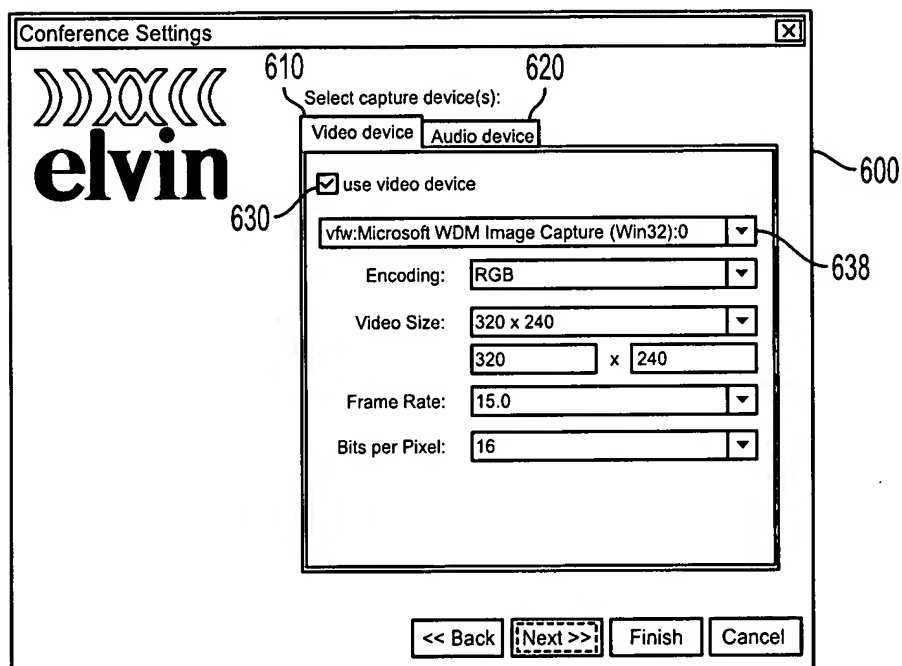 Conference Settings
610
620
elvin
Select capture device(s):
Video device
Audio device
600
630
use video device
vfw:Microsoft WDM Image Capture (Win32):0
638
Encoding:
RGB
Video Size:
320 x 240
320 x 240
Frame Rate:
15.0
Bits per Pixel:
16
<< Back
Next >>
Finish
Cancel